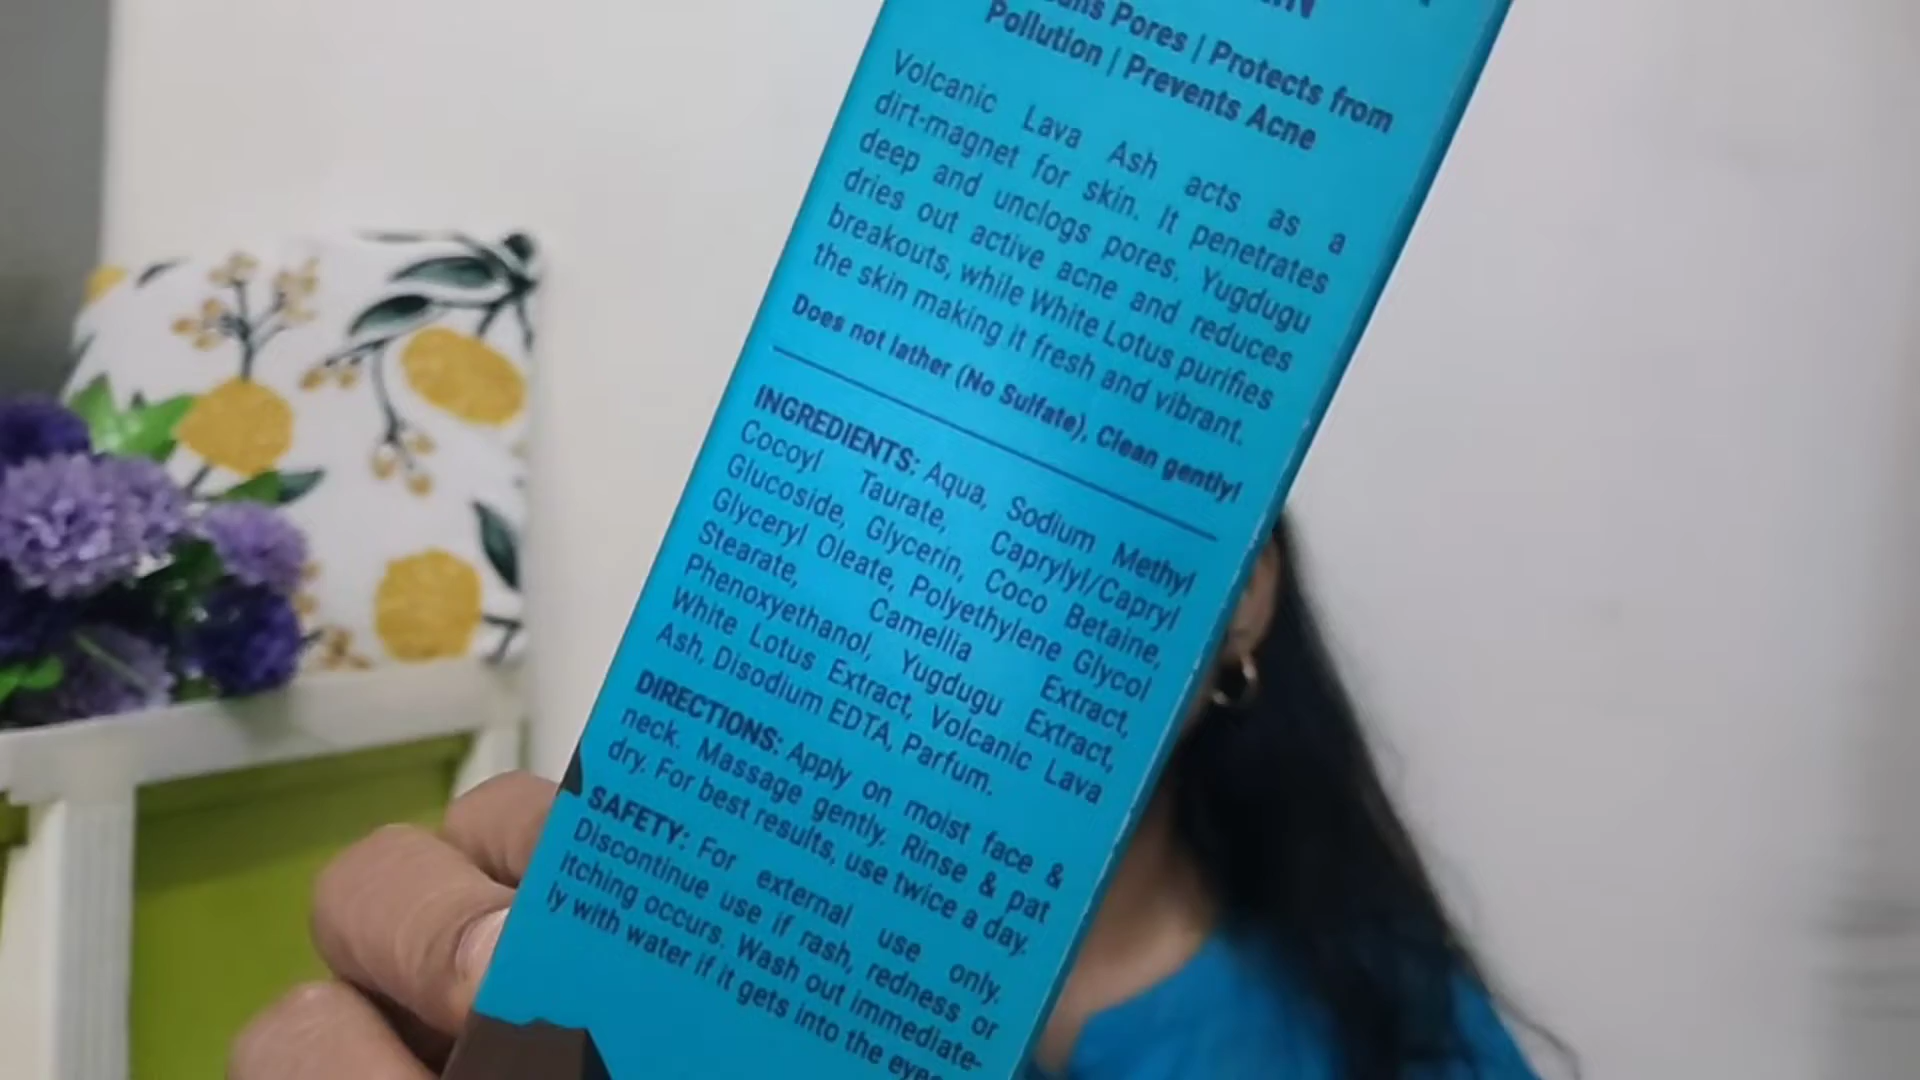 Pores | Protects from
Pollution | Prevents Acne
Volcanic Lava Ash acts as a
dirt-magnet for skin. It penetrates
deep and unclogs pores. Yugdugu
dries out active acne and reduces
breakouts, while White Lotus purifies
the skin making it fresh and vibrant.
Does not lather (No Sulfate), Clean gently!
INGREDIENTS: Aqua, Sodium Methyl
Cocoyl Taurate, Caprylyl/Capryl
Glucoside, Glycerin, Coco Betaine,
Glyceryl Oleate, Polyethylene Glycol
Stearate, Camellia Extract,
Phenoxyethanol, Yugdugu Extract,
White Lotus Extract, Volcanic Lava
Ash, Disodium EDTA, Parfum.
DIRECTIONS: Apply on moist face &
neck. Massage gently. Rinse & pat
dry. For best results, use twice a day.
SAFETY: For external use only.
Discontinue use if rash, redness or
itching occurs. Wash out immediate-
ly with water if it gets into the